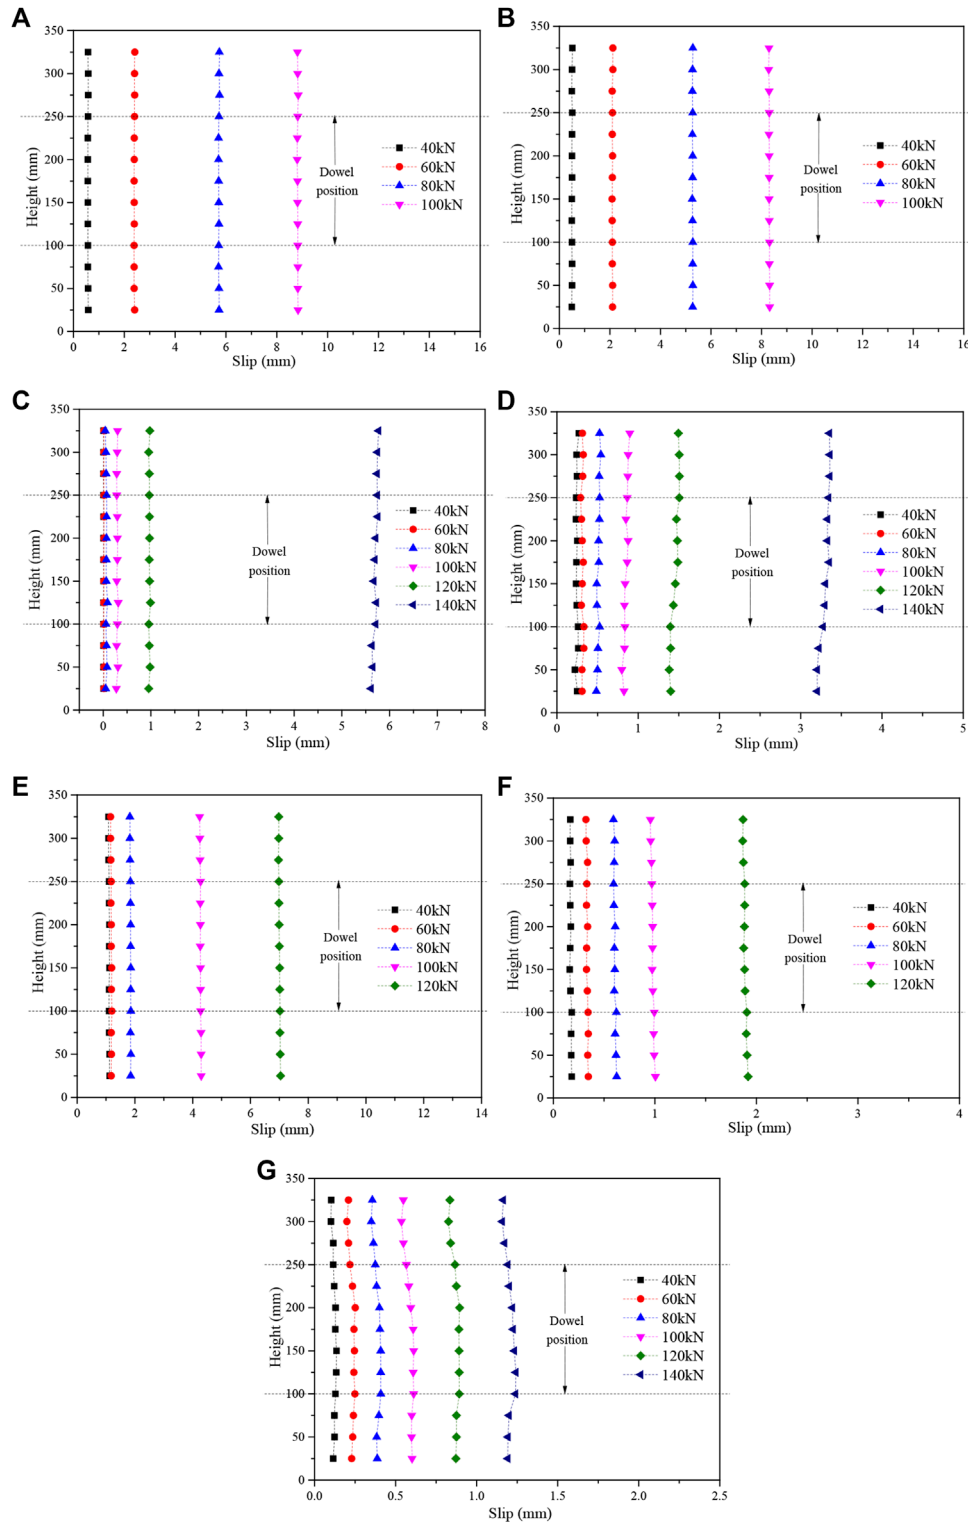 A
350
300
250
200
150
100
50
0
Height (mm)
0 2 4 6 8 10 12 14 16
Slip (mm)
Dowel
position
40kN
60kN
80kN
100kN
B
350
300
250
200
150
100
50
0
Height (mm)
0 2 4 6 8 10 12 14 16
Slip (mm)
Dowel
position
40kN
60kN
80kN
100kN
C
350
300
250
200
150
100
50
0
Height (mm)
0 1 2 3 4 5 6 7 8
Slip (mm)
Dowel
position
40kN
60kN
80kN
100kN
120kN
140kN
D
350
300
250
200
150
100
50
0
Height (mm)
0 1 2 3 4 5
Slip (mm)
Dowel
position
40kN
60kN
80kN
100kN
120kN
140kN
E
350
300
250
200
150
100
50
0
Height (mm)
0 2 4 6 8 10 12 14
Slip (mm)
Dowel
position
40kN
60kN
80kN
100kN
120kN
F
350
300
250
200
150
100
50
0
Height (mm)
0 1 2 3 4
Slip (mm)
Dowel
position
40kN
60kN
80kN
100kN
120kN
G
350
300
250
200
150
100
50
0
Height (mm)
0.0 0.5 1.0 1.5 2.0 2.5
Slip (mm)
Dowel
position
40kN
60kN
80kN
100kN
120kN
140kN